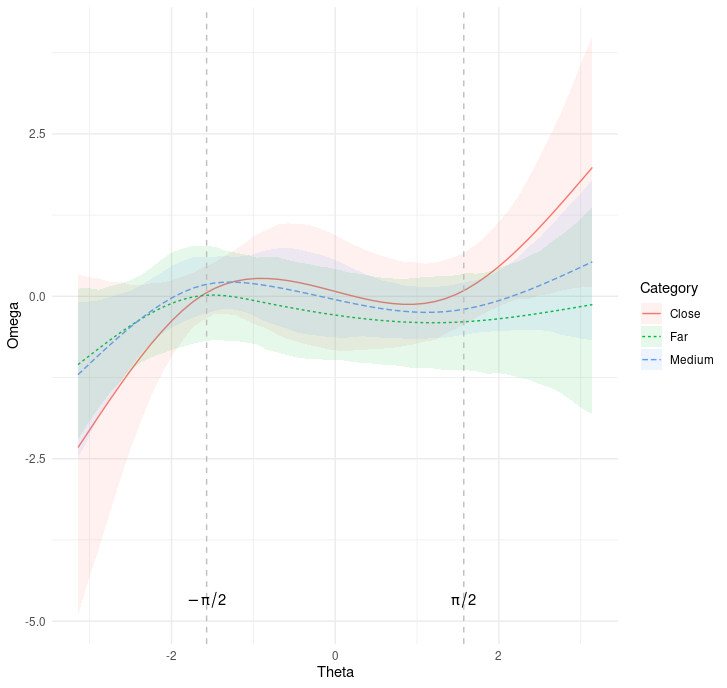 Omega
2.5
0.0
-2.5
-5.0
−π/2
π/2
-2
0
2
Theta
Category
Close
Far
Medium